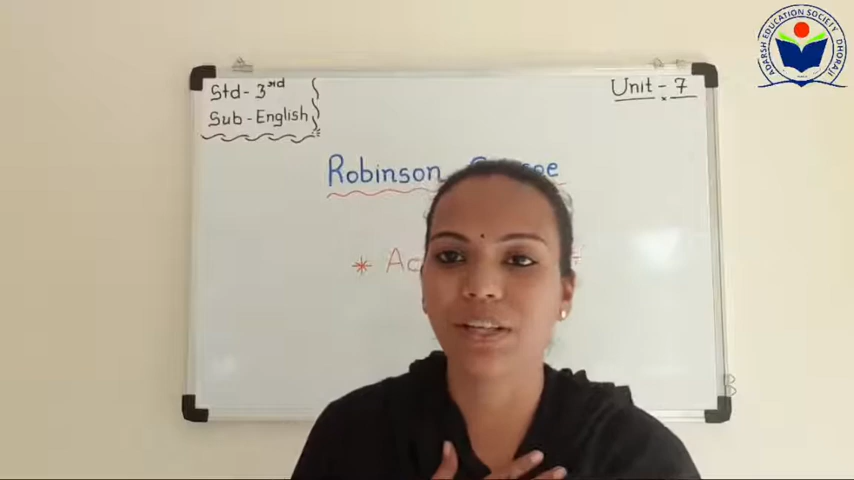 ADARSH EDUCATION SOCIETY
DHORAJI
Std - 3rd
Sub - English
Unit - 7
Robinson